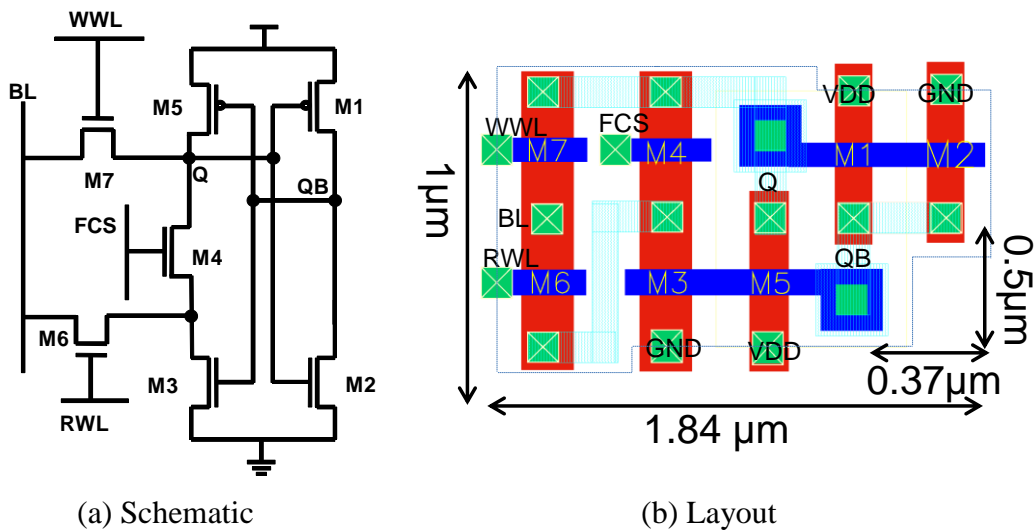 WWL
BL
M5
M1
M7
Q
QB
FCS
M4
M6
M3
M2
RWL
(a) Schematic
VDD
GND
WWL
FCS
M7
M4
M1
M2
1µm
Q
BL
RWL
QB
M6
M3
M5
0.5µm
GND
VDD
0.37µm
1.84 µm
(b) Layout